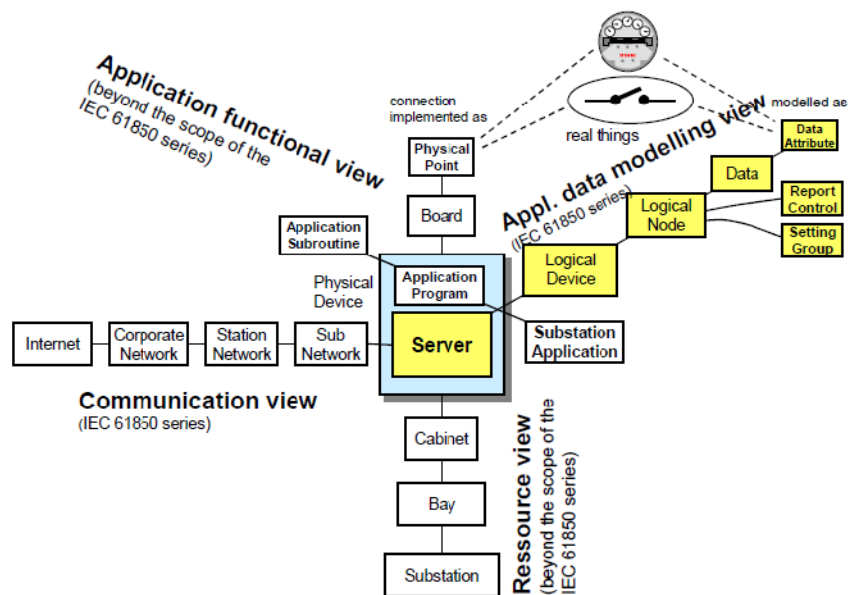 Application functional view
(beyond the scope of the
IEC 61850 series)
connection
implemented as
real things
modelled as
Physical
Point
Board
Appl. data modelling view
(IEC 61850 series)
Data
Attribute
Data
Logical
Node
Report
Control
Setting
Group
Logical
Device
Application
Subroutine
Physical
Device
Application
Program
Server
Substation
Application
Internet
Corporate
Network
Station
Network
Sub
Network
Communication view
(IEC 61850 series)
Cabinet
Bay
Substation
Ressource view
(beyond the scope of the
IEC 61850 series)